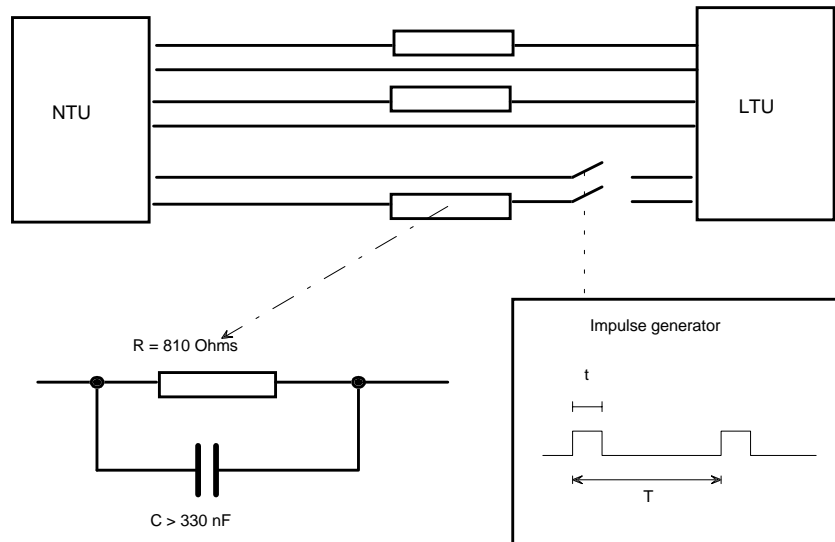 NTU
LTU
R = 810 Ohms
C > 330 nF
Impulse generator
t
T